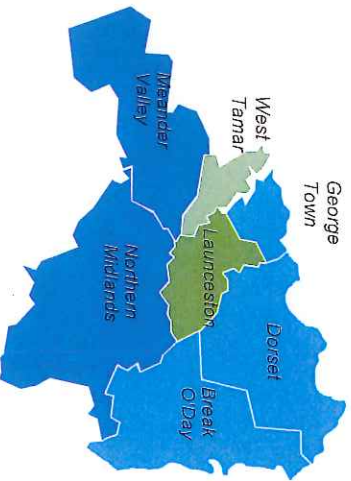 George
Town
West
Tamar
Dorset
Launceston
Meander
Valley
Break
O'Day
Northern
Midlands